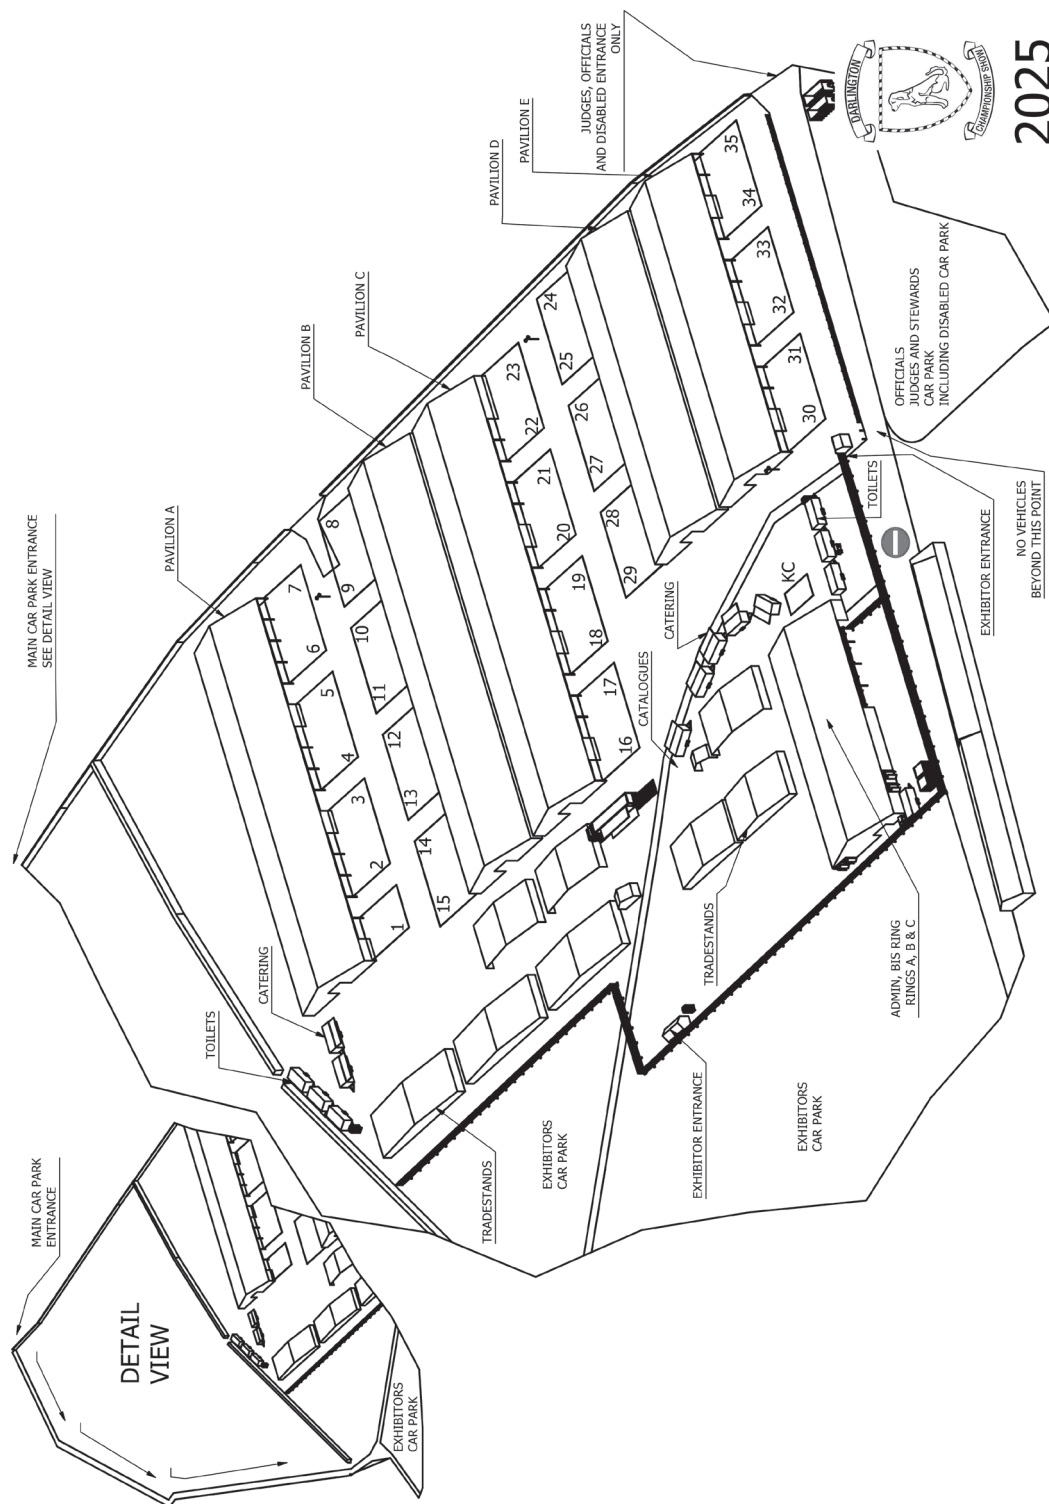 MAIN CAR PARK ENTRANCE
SEE DETAIL VIEW
PAVILION A
PAVILION B
PAVILION C
PAVILION D
PAVILION E
JUDGES, OFFICIALS
AND DISABLED ENTRANCE
ONLY
DARLINGTON
CHAMPIONSHIP SHOW
2025
MAIN CAR PARK
ENTRANCE
DETAIL
VIEW
EXHIBITORS
CAR PARK
TOILETS
CATERING
1
2
3
4
5
6
7
8
9
10
11
12
13
14
15
16
17
18
19
20
21
22
23
24
25
26
27
28
29
30
31
32
33
34
35
TRADESTANDS
EXHIBITORS
CAR PARK
CATALOGUES
CATERING
KC
TOILETS
OFFICIALS
JUDGES AND STEWARDS
CAR PARK
INCLUDING DISABLED CAR PARK
EXHIBITOR ENTRANCE
TRADESTANDS
EXHIBITORS
CAR PARK
ADMIN, BIS RING
RINGS A, B & C
EXHIBITOR ENTRANCE
NO VEHICLES
BEYOND THIS POINT